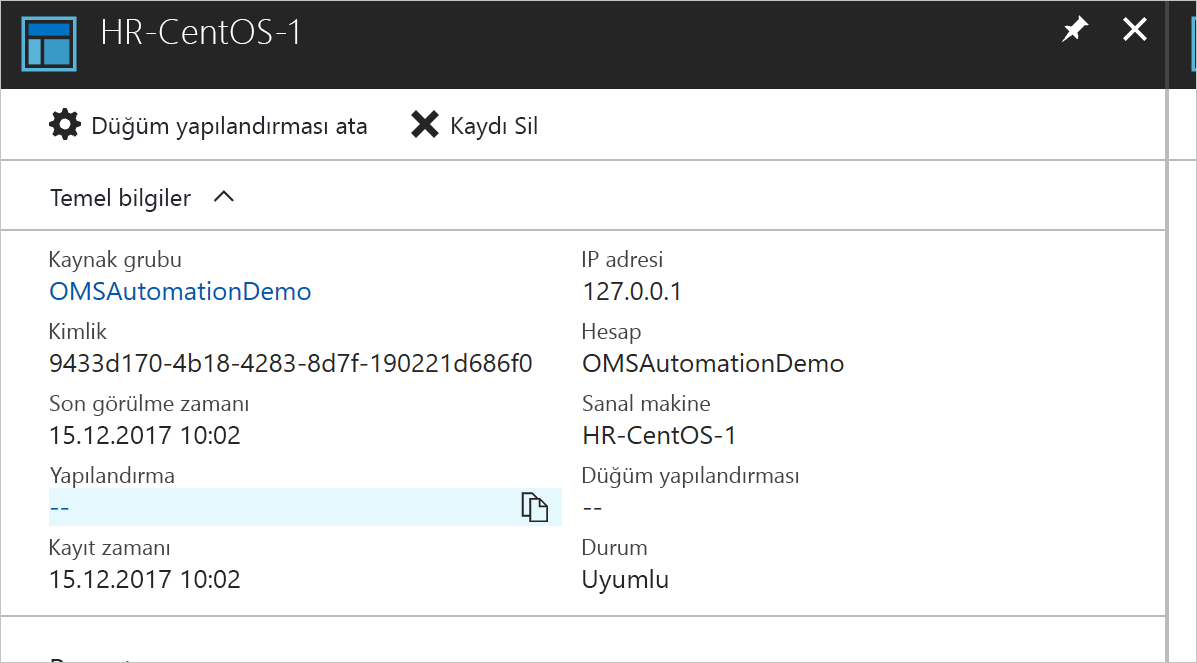 HR-CentOS-1
Düğüm yapılandırması ata
Kaydı Sil
Temel bilgiler
Kaynak grubu
OMSAutomationDemo
IP adresi
127.0.0.1
Kimlik
9433d170-4b18-4283-8d7f-190221d686f0
Hesap
OMSAutomationDemo
Son görülme zamanı
15.12.2017 10:02
Sanal makine
HR-CentOS-1
Yapılandırma
--
Düğüm yapılandırması
--
Kayıt zamanı
15.12.2017 10:02
Durum
Uyumlu